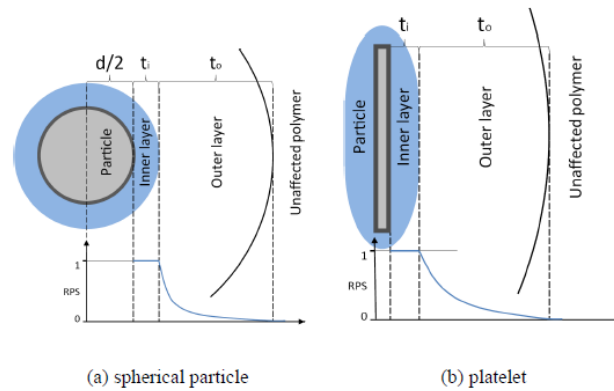 d/2 tᵢ tₒ
Particle
Inner layer
Outer layer
Unaffected polymer
1
RPS
0
(a) spherical particle
tᵢ tₒ
Particle
Inner layer
Outer layer
Unaffected polymer
1
RPS
0
(b) platelet